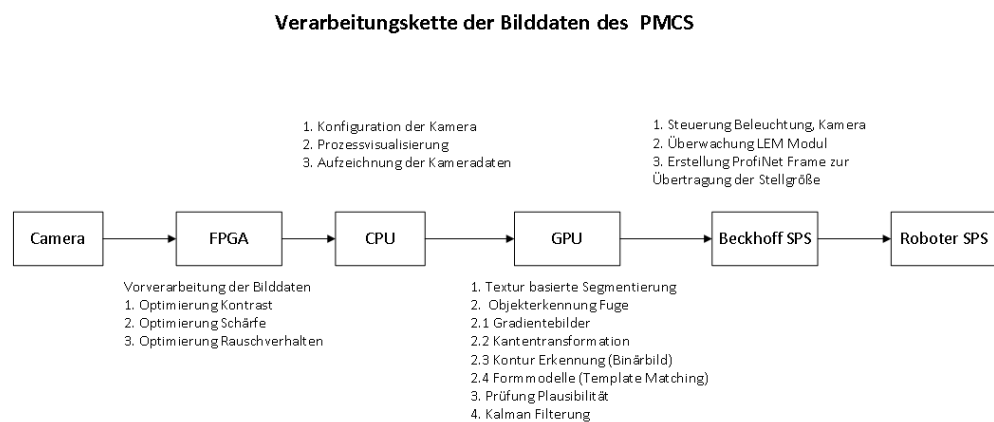 Verarbeitungskette der Bilddaten des PMCS
1. Konfiguration der Kamera
2. Prozessvisualisierung
3. Aufzeichnung der Kameradaten
1. Steuerung Beleuchtung, Kamera
2. Überwachung LEM Modul
3. Erstellung ProfiNet Frame zur
Übertragung der Stellgröße
Camera
FPGA
CPU
GPU
Beckhoff SPS
Roboter SPS
Vorverarbeitung der Bilddaten
1. Optimierung Kontrast
2. Optimierung Schärfe
3. Optimierung Rauschverhalten
1. Textur basierte Segmentierung
2. Objekterkennung Fuge
2.1 Gradientebilder
2.2 Kantentransformation
2.3 Kontur Erkennung (Binärbild)
2.4 Formmodelle (Template Matching)
3. Prüfung Plausibilität
4. Kalman Filterung